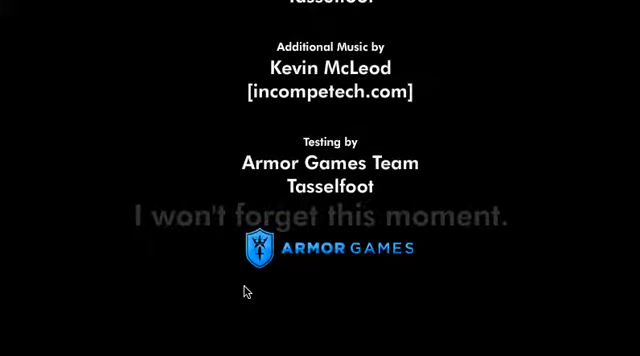 Tasselfoot
Additional Music by
Kevin McLeod
[incompetech.com]
Testing by
Armor Games Team
Tasselfoot
I won't forget this moment.
ARMOR GAMES